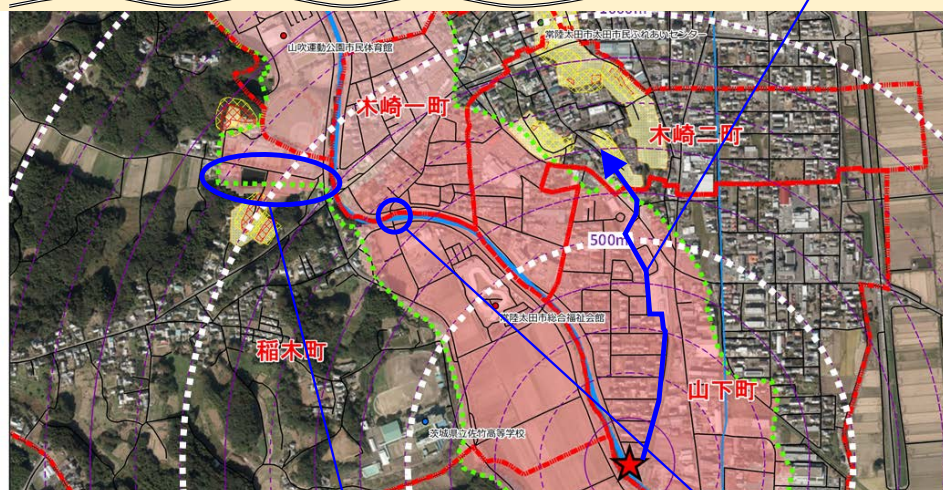 1000m
山吹運動公園市民体育館
常陸太田市太田市民ふれあいセンター
木崎一町
木崎二町
500m
常陸太田市総合福祉会館
稲木町
山下町
茨城県立佐竹高等学校